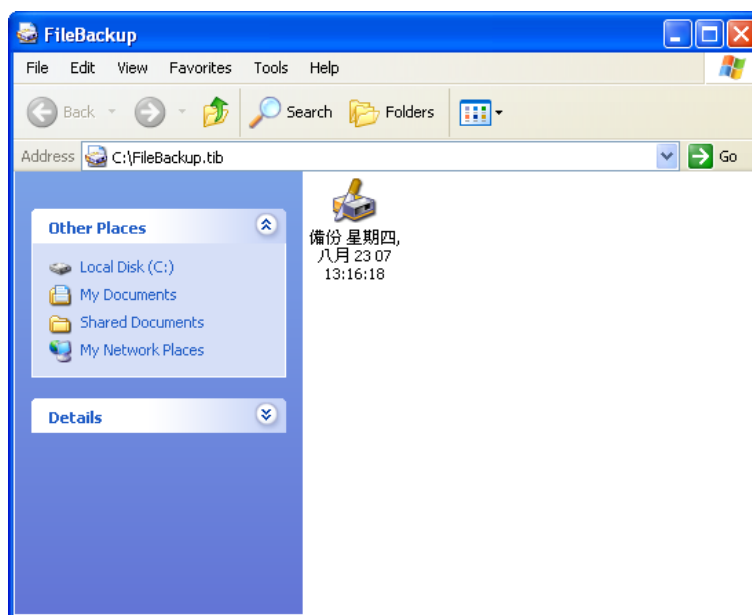 FileBackup
File Edit View Favorites Tools Help
Back Search Folders
Address C:\FileBackup.tib Go
Other Places
Local Disk (C:)
My Documents
Shared Documents
My Network Places
Details
備份 星期四,
八月 23 07
13:16:18